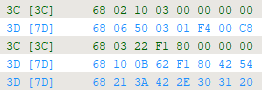 3C [3C] 68 02 10 03 00 00 00 00
3D [7D] 68 06 50 03 01 F4 00 C8
3C [3C] 68 03 22 F1 80 00 00 00
3D [7D] 68 10 0B 62 F1 80 42 54
3D [7D] 68 21 3A 42 2E 30 31 20